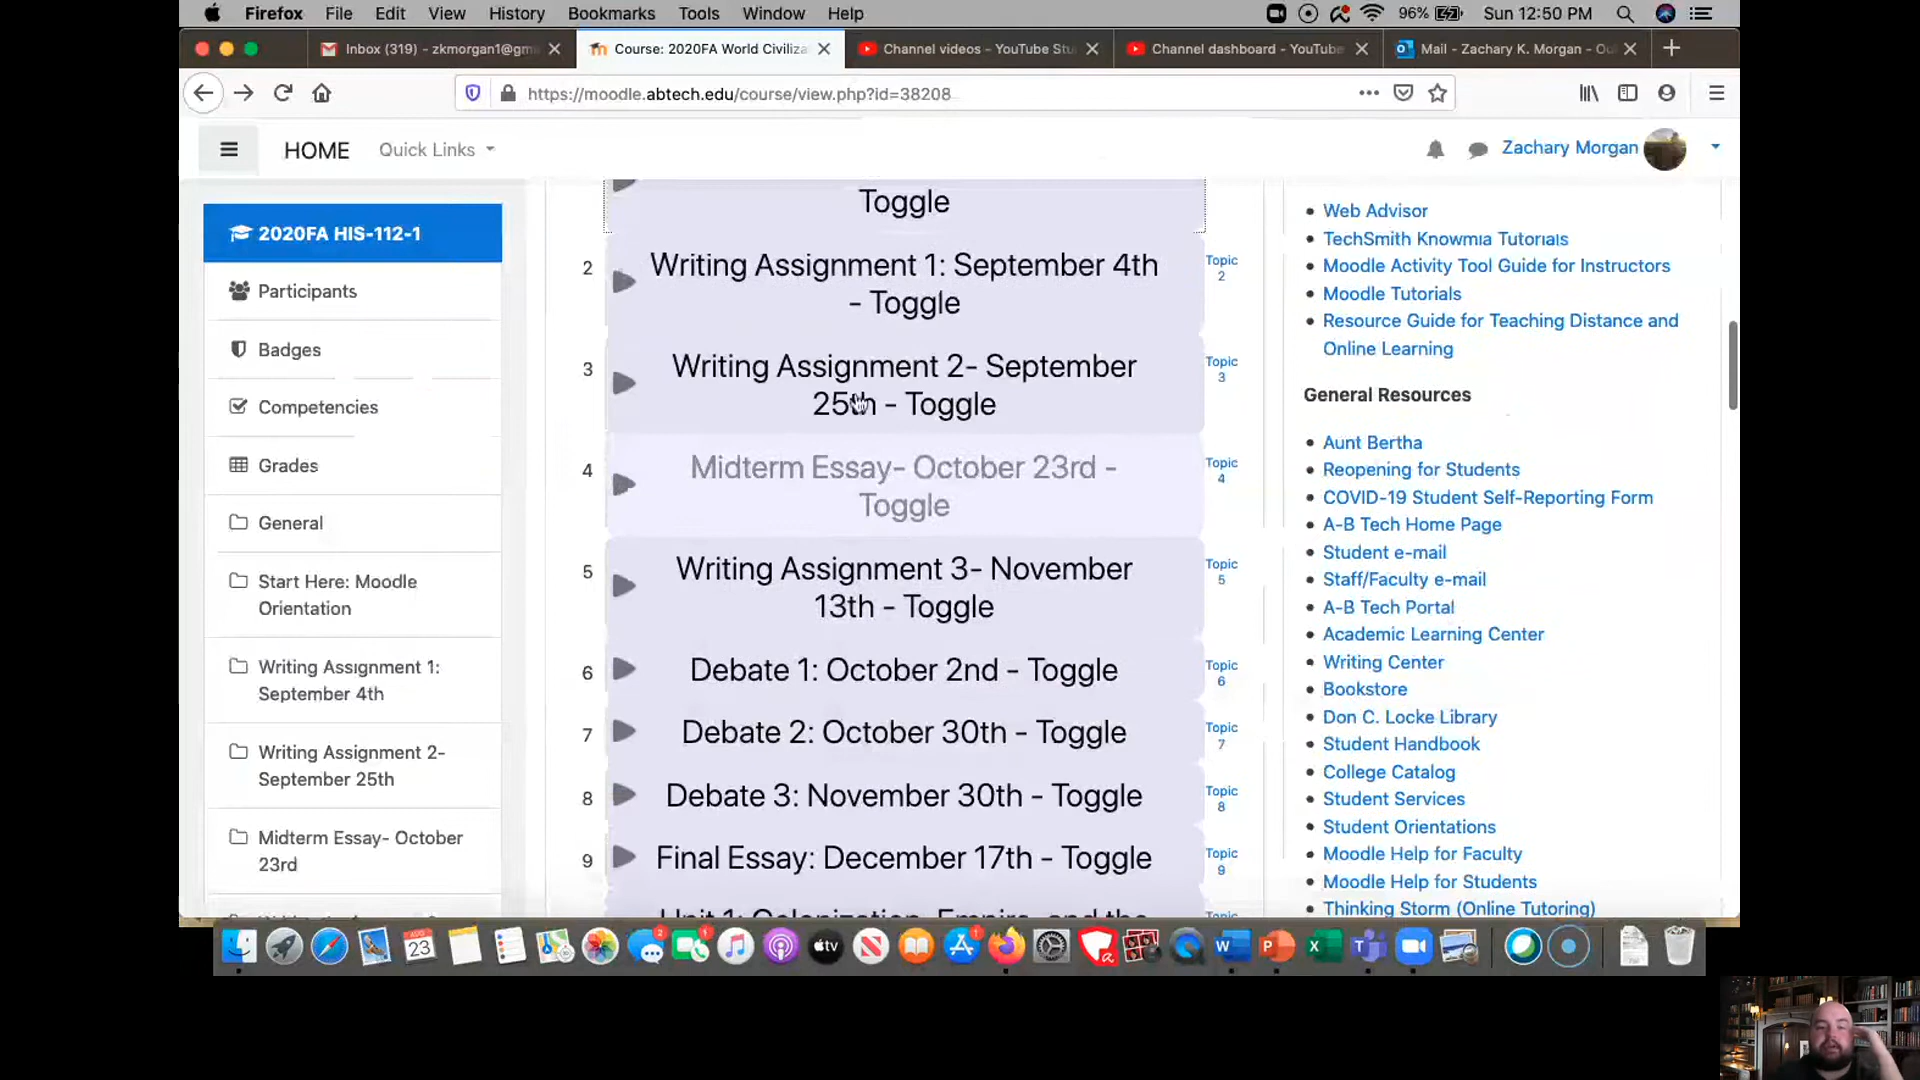 Firefox File Edit View History Bookmarks Tools Window Help 96% Sun 12:50 PM
Inbox (319) - zkmorgan1@gm
Course: 2020FA World Civiliza
Channel videos - YouTube Stu
Channel dashboard - YouTube
Mail - Zachary K. Morgan - Ou
https://moodle.abtech.edu/course/view.php?id=38208
HOME Quick Links
Zachary Morgan
2020FA HIS-112-1
Participants
Badges
Competencies
Grades
General
Start Here: Moodle
Orientation
Writing Assignment 1:
September 4th
Writing Assignment 2-
September 25th
Midterm Essay- October
23rd
Toggle
2
Writing Assignment 1: September 4th
- Toggle
Topic
2
3
Writing Assignment 2- September
25th - Toggle
Topic
3
4
Midterm Essay- October 23rd -
Toggle
Topic
4
5
Writing Assignment 3- November
13th - Toggle
Topic
5
6
Debate 1: October 2nd - Toggle
Topic
6
7
Debate 2: October 30th - Toggle
Topic
7
8
Debate 3: November 30th - Toggle
Topic
8
9
Final Essay: December 17th - Toggle
Topic
9
Unit 1: Colonization, Empire, and the
Web Advisor
TechSmith Knowmia Tutorials
Moodle Activity Tool Guide for Instructors
Moodle Tutorials
Resource Guide for Teaching Distance and
Online Learning
General Resources
Aunt Bertha
Reopening for Students
COVID-19 Student Self-Reporting Form
A-B Tech Home Page
Student e-mail
Staff/Faculty e-mail
A-B Tech Portal
Academic Learning Center
Writing Center
Bookstore
Don C. Locke Library
Student Handbook
College Catalog
Student Services
Student Orientations
Moodle Help for Faculty
Moodle Help for Students
Thinking Storm (Online Tutoring)
AUG
23
tv